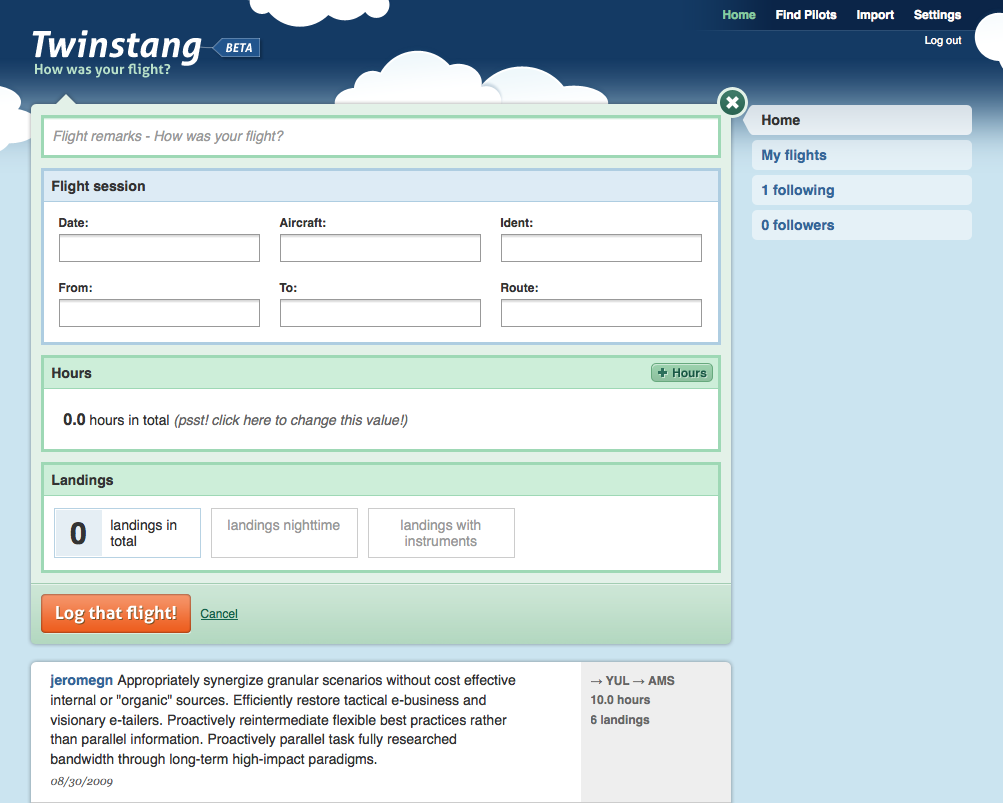 Home Find Pilots Import Settings
Log out
Twinstang BETA
How was your flight?
Flight remarks - How was your flight?
Flight session
Date: Aircraft: Ident:
From: To: Route:
Hours + Hours
0.0 hours in total (psst! click here to change this value!)
Landings
0 landings in
total
landings nighttime
landings with
instruments
Log that flight! Cancel
Home
My flights
1 following
0 followers
jeromegn Appropriately synergize granular scenarios without cost effective
internal or "organic" sources. Efficiently restore tactical e-business and
visionary e-tailers. Proactively reintermediate flexible best practices rather
than parallel information. Proactively parallel task fully researched
bandwidth through long-term high-impact paradigms.
08/30/2009
→ YUL → AMS
10.0 hours
6 landings